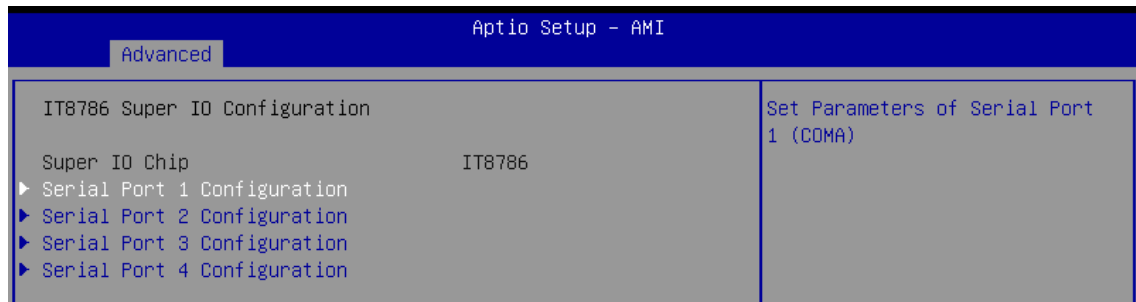 Aptio Setup – AMI
Advanced
IT8786 Super IO Configuration
Super IO Chip IT8786
Serial Port 1 Configuration
Serial Port 2 Configuration
Serial Port 3 Configuration
Serial Port 4 Configuration
Set Parameters of Serial Port
1 (COMA)